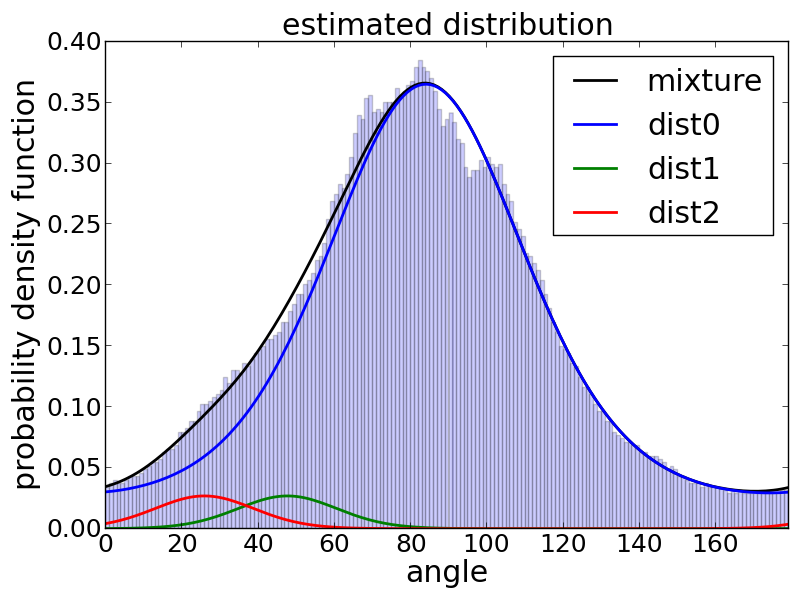 estimated distribution
probability density function
0.40
0.35
0.30
0.25
0.20
0.15
0.10
0.05
0.00
0 20 40 60 80 100 120 140 160
angle
mixture
dist0
dist1
dist2